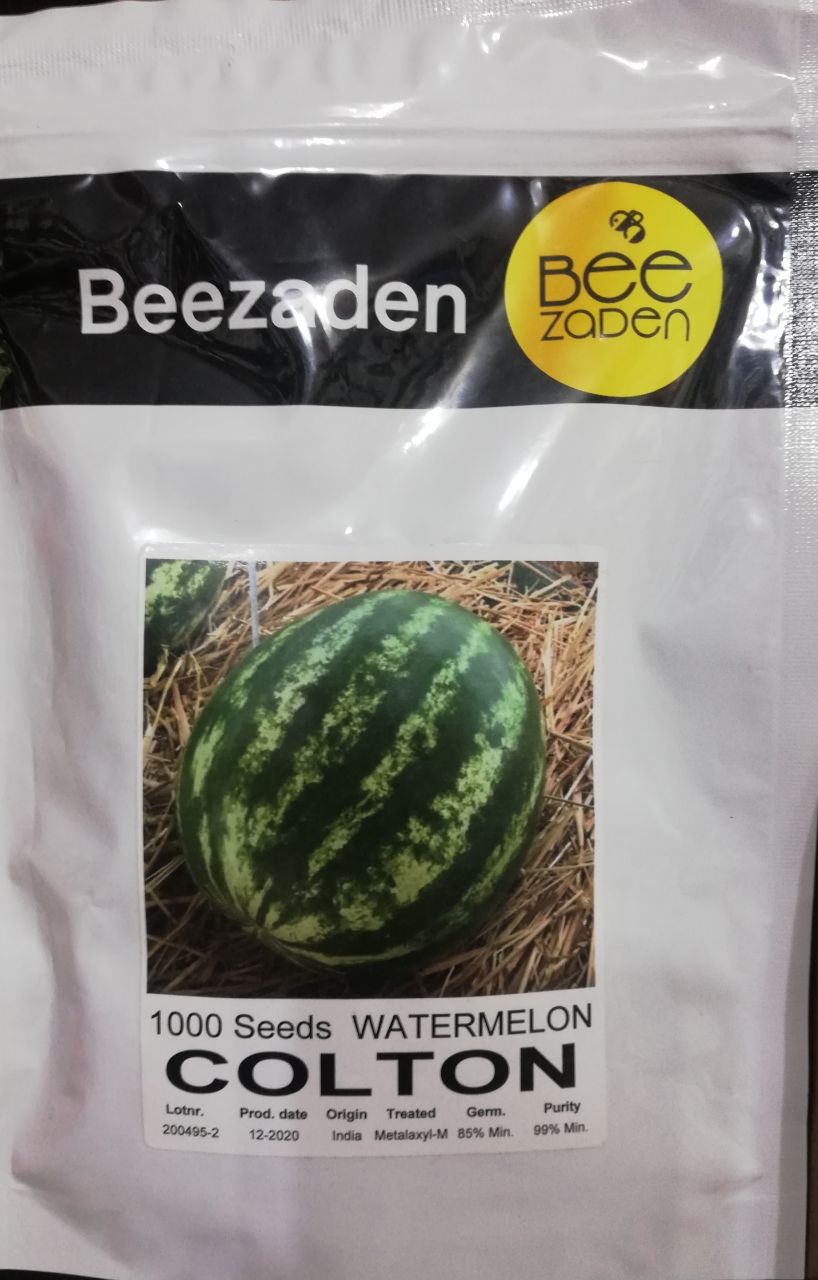 Beezaden
Bee
zaDen
1000 Seeds WATERMELON
COLTON
Lotnr. Prod. date Origin Treated Germ. Purity
200495-2 12-2020 India Metalaxyl-M 85% Min. 99% Min.